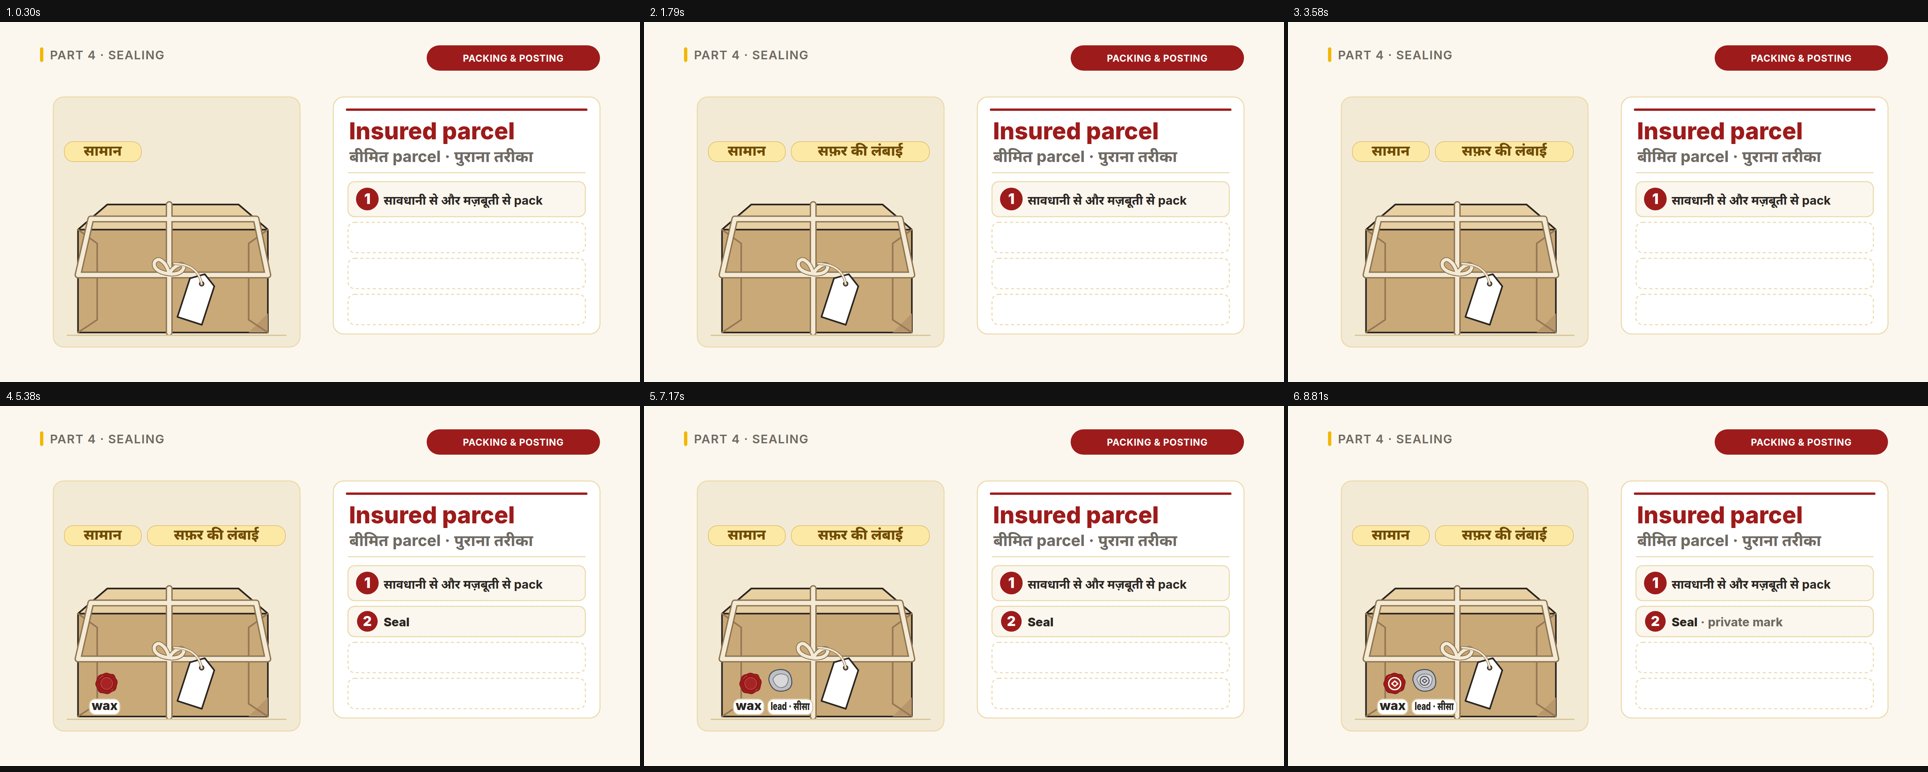 1. 0.30s
PART 4 · SEALING
PACKING & POSTING
सामान
Insured parcel
बीमित parcel · पुराना तरीका
1 सावधानी से और मज़बूती से pack
2. 1.79s
PART 4 · SEALING
PACKING & POSTING
सामान
सफ़र की लंबाई
Insured parcel
बीमित parcel · पुराना तरीका
1 सावधानी से और मज़बूती से pack
3. 3.58s
PART 4 · SEALING
PACKING & POSTING
सामान
सफ़र की लंबाई
Insured parcel
बीमित parcel · पुराना तरीका
1 सावधानी से और मज़बूती से pack
4. 5.38s
PART 4 · SEALING
PACKING & POSTING
सामान
सफ़र की लंबाई
wax
Insured parcel
बीमित parcel · पुराना तरीका
1 सावधानी से और मज़बूती से pack
2 Seal
5. 7.17s
PART 4 · SEALING
PACKING & POSTING
सामान
सफ़र की लंबाई
wax
lead · सीसा
Insured parcel
बीमित parcel · पुराना तरीका
1 सावधानी से और मज़बूती से pack
2 Seal
6. 8.81s
PART 4 · SEALING
PACKING & POSTING
सामान
सफ़र की लंबाई
wax
lead · सीसा
Insured parcel
बीमित parcel · पुराना तरीका
1 सावधानी से और मज़बूती से pack
2 Seal · private mark